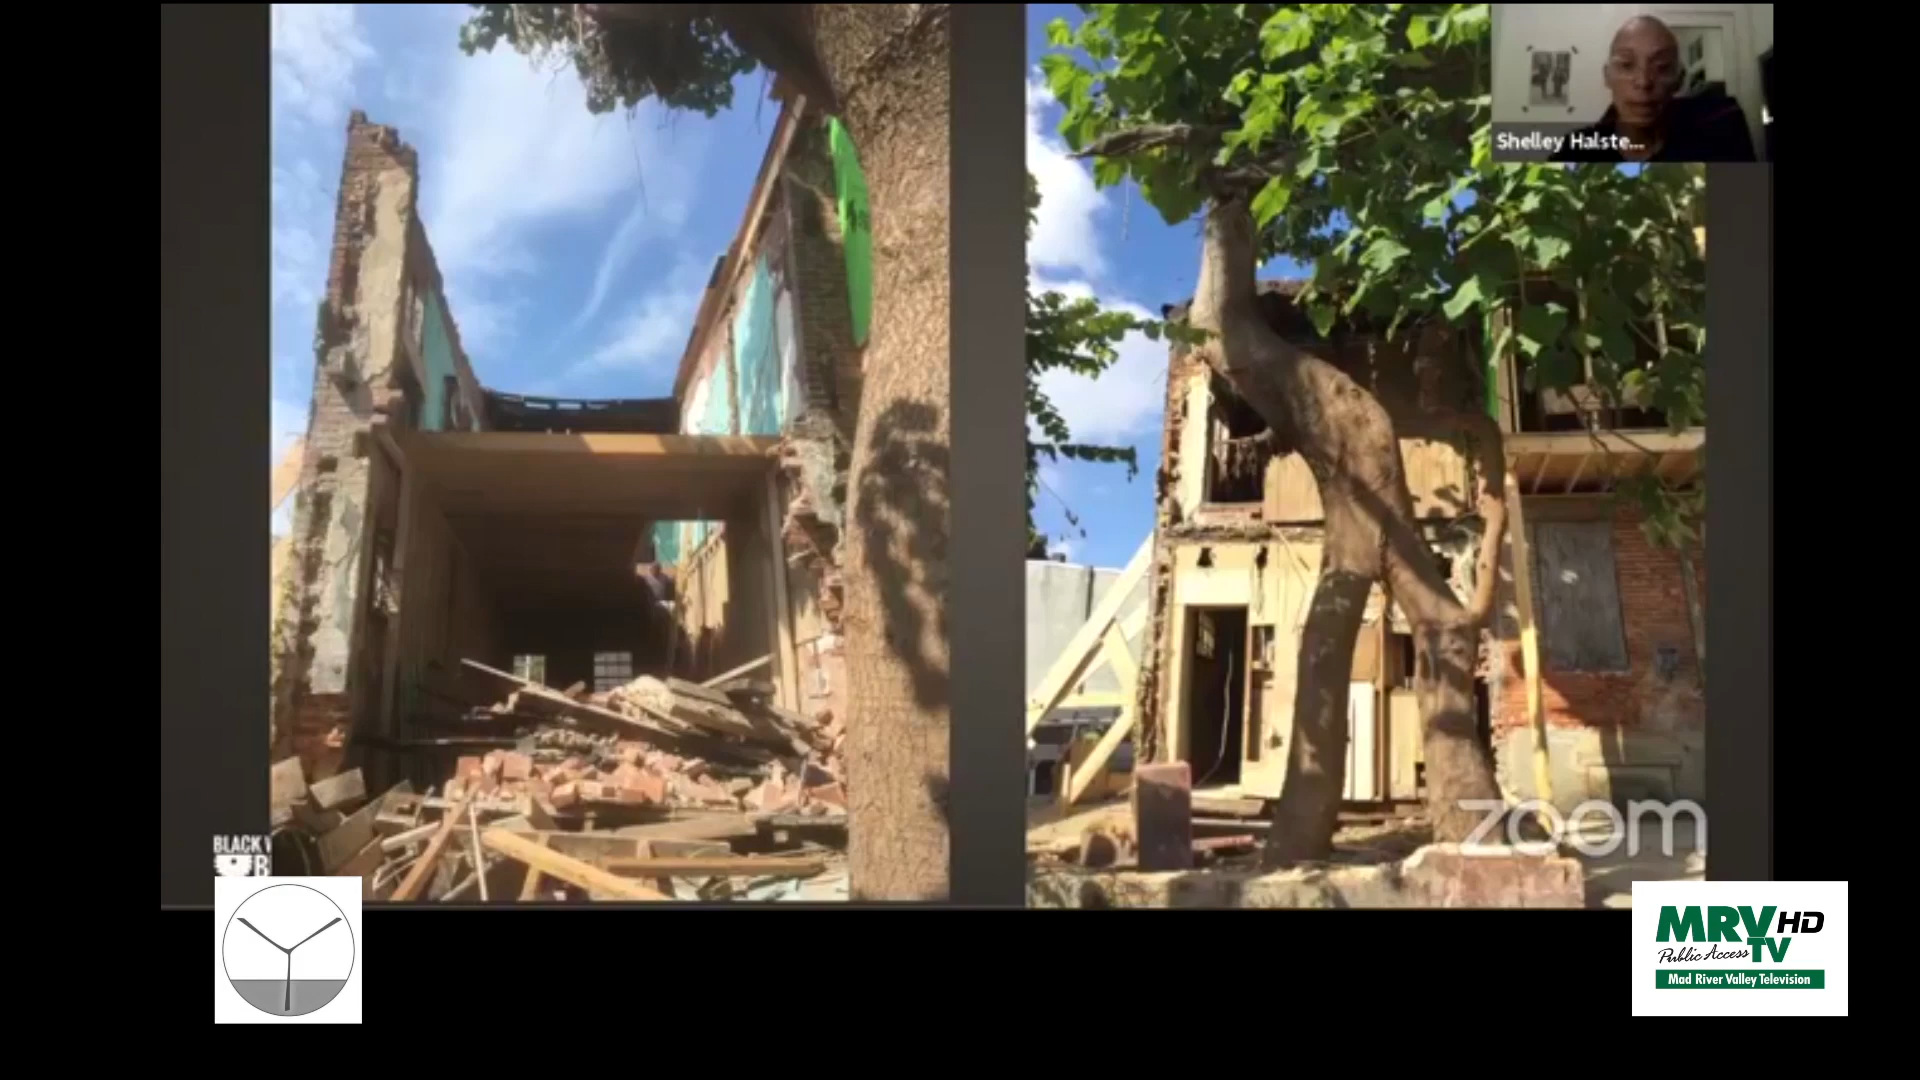 Shelley Halste...
BLACK
B
zoom
MRV HD
Public Access TV
Mad River Valley Television